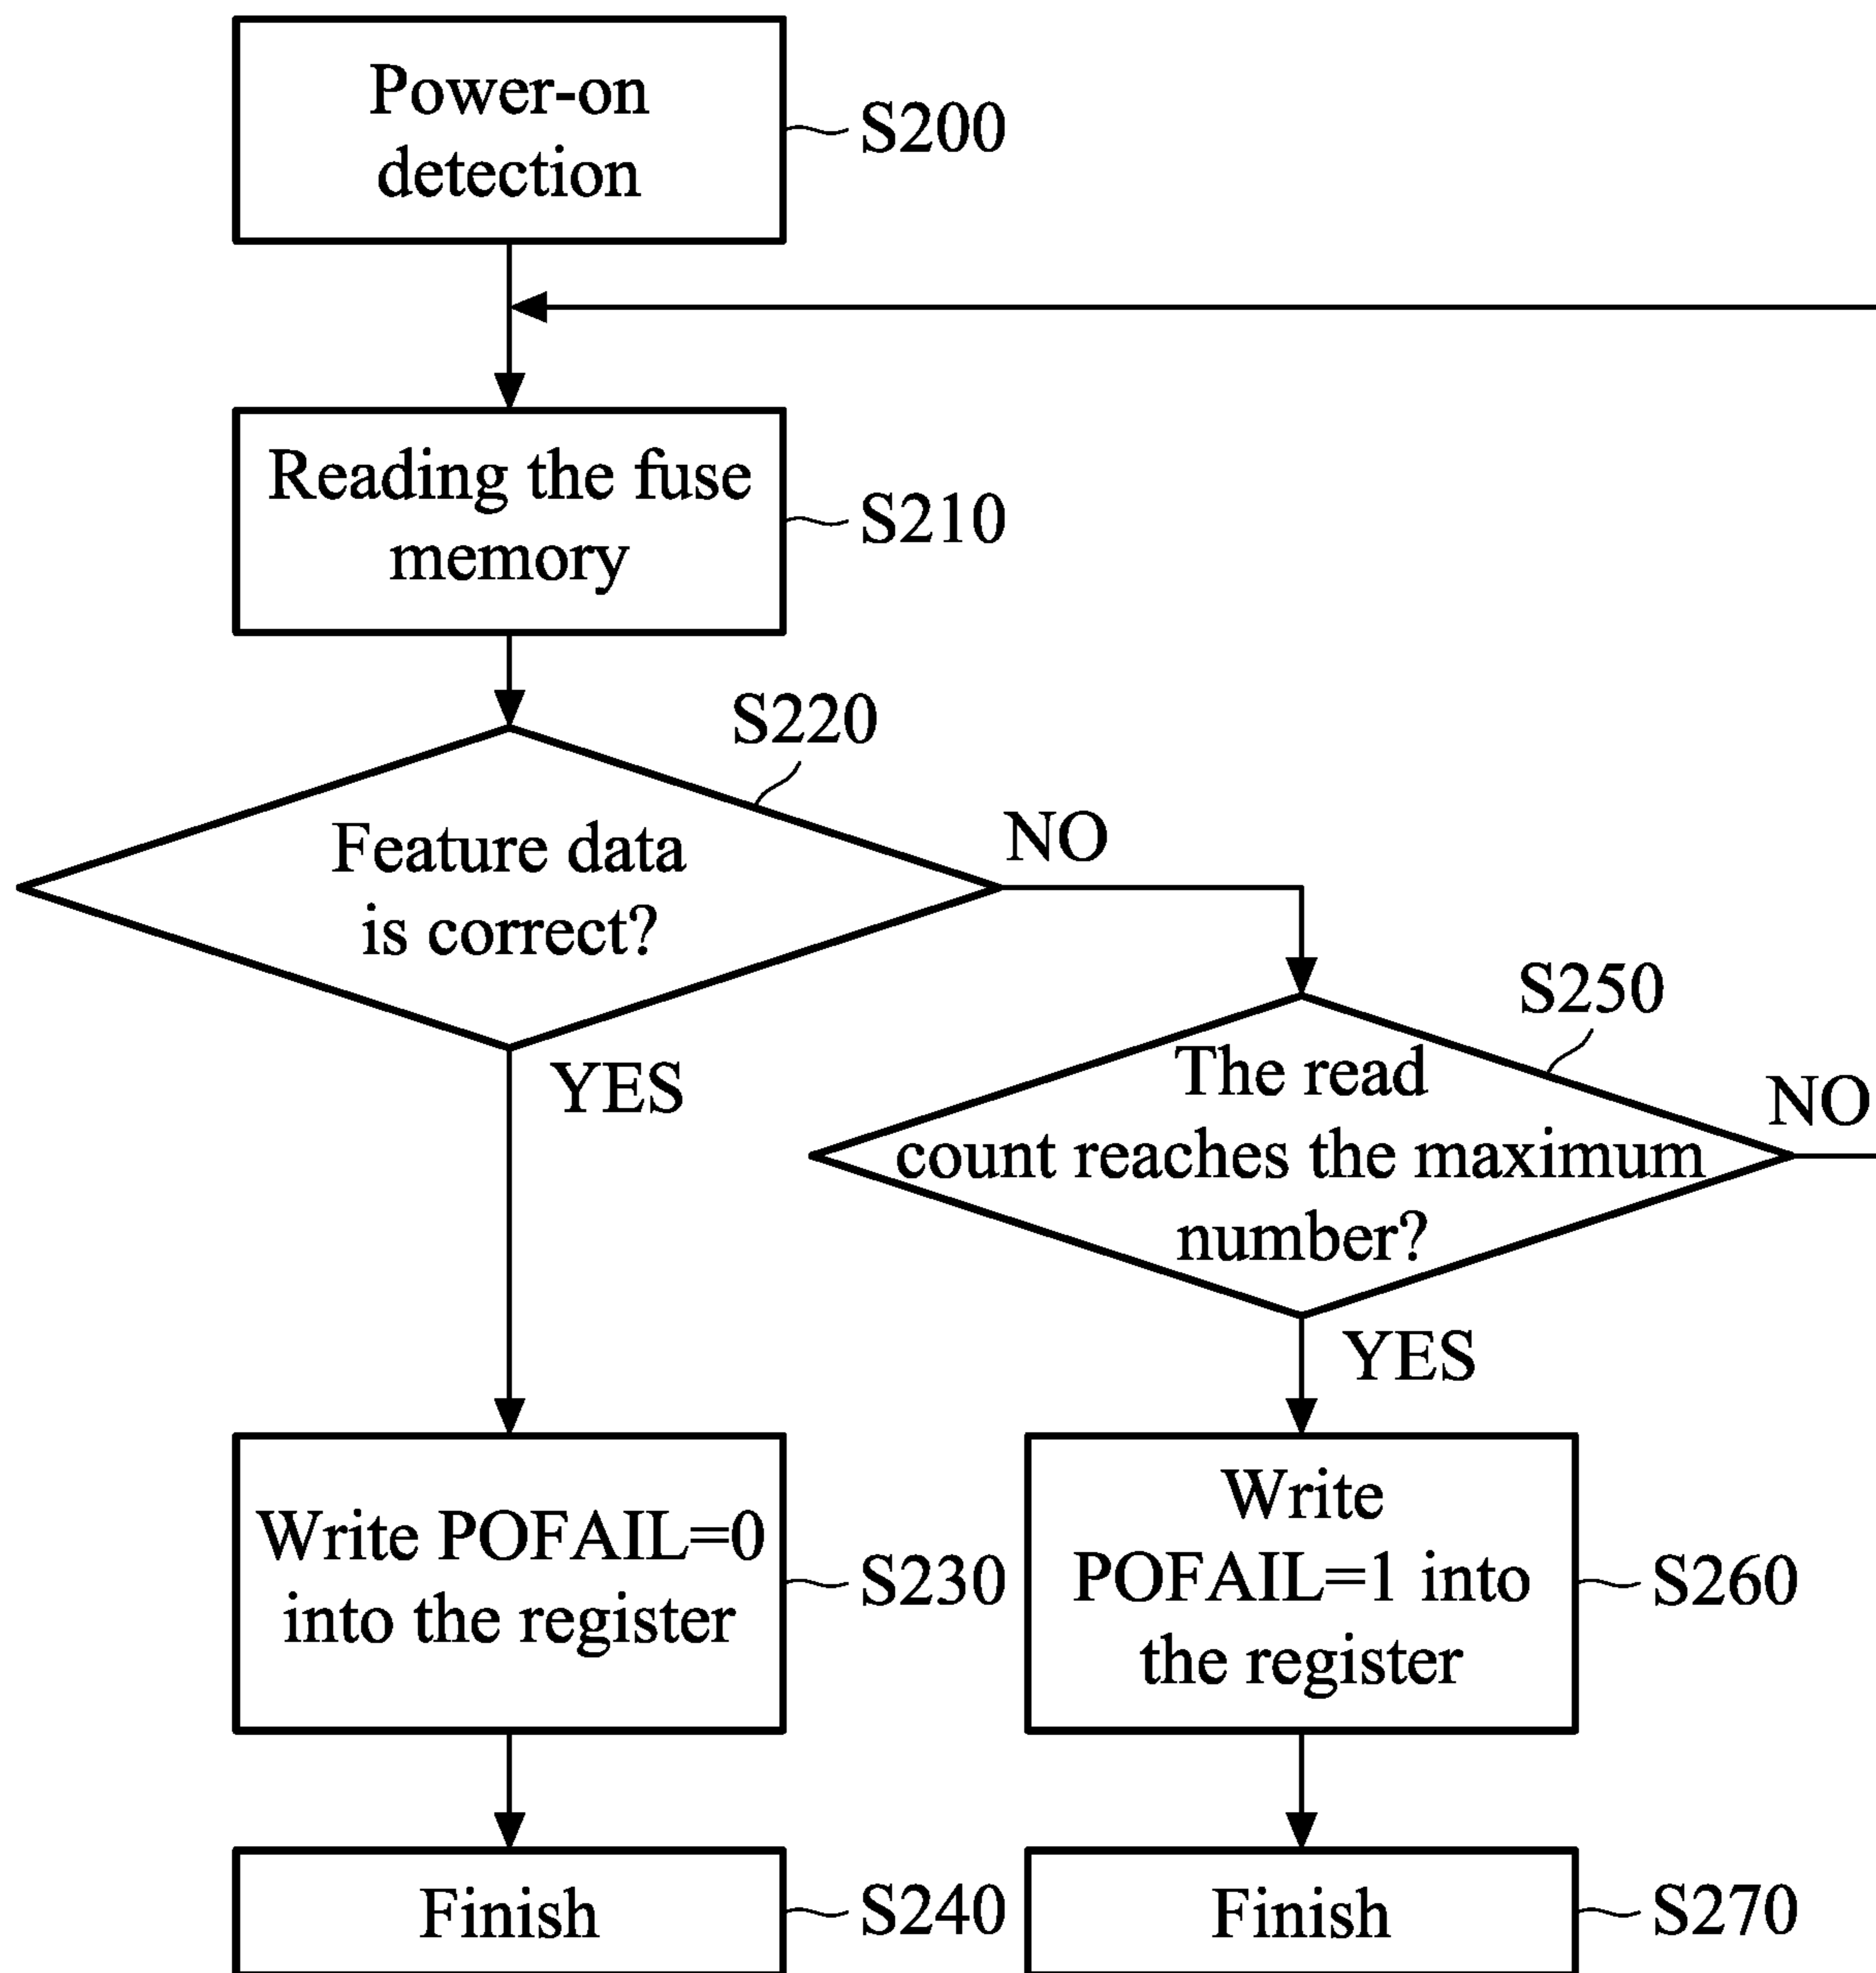 Power-on
detection
S200
Reading the fuse
memory
S210
S220
Feature data
is correct?
NO
YES
S250
The read
count reaches the maximum
number?
NO
YES
Write POFAIL=0
into the register
S230
Write
POFAIL=1 into
the register
S260
Finish
S240
Finish
S270